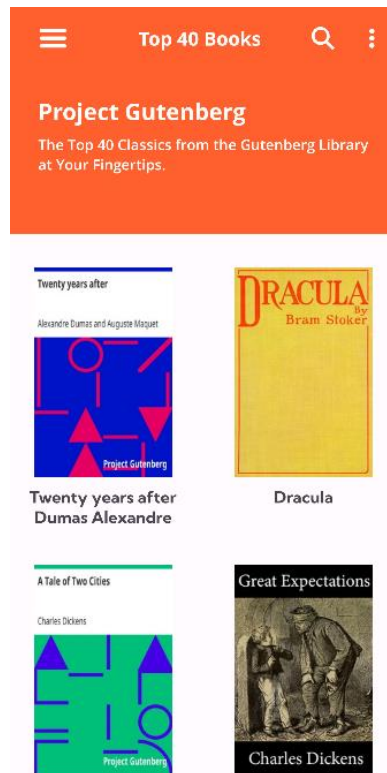 Top 40 Books
Project Gutenberg
The Top 40 Classics from the Gutenberg Library
at Your Fingertips.
Twenty years after
Alexandre Dumas and Auguste Maquet
Project Gutenberg
Twenty years after
Dumas Alexandre
DRACULA
By
Bram Stoker
Dracula
A Tale of Two Cities
Charles Dickens
Project Gutenberg
Great Expectations
Charles Dickens